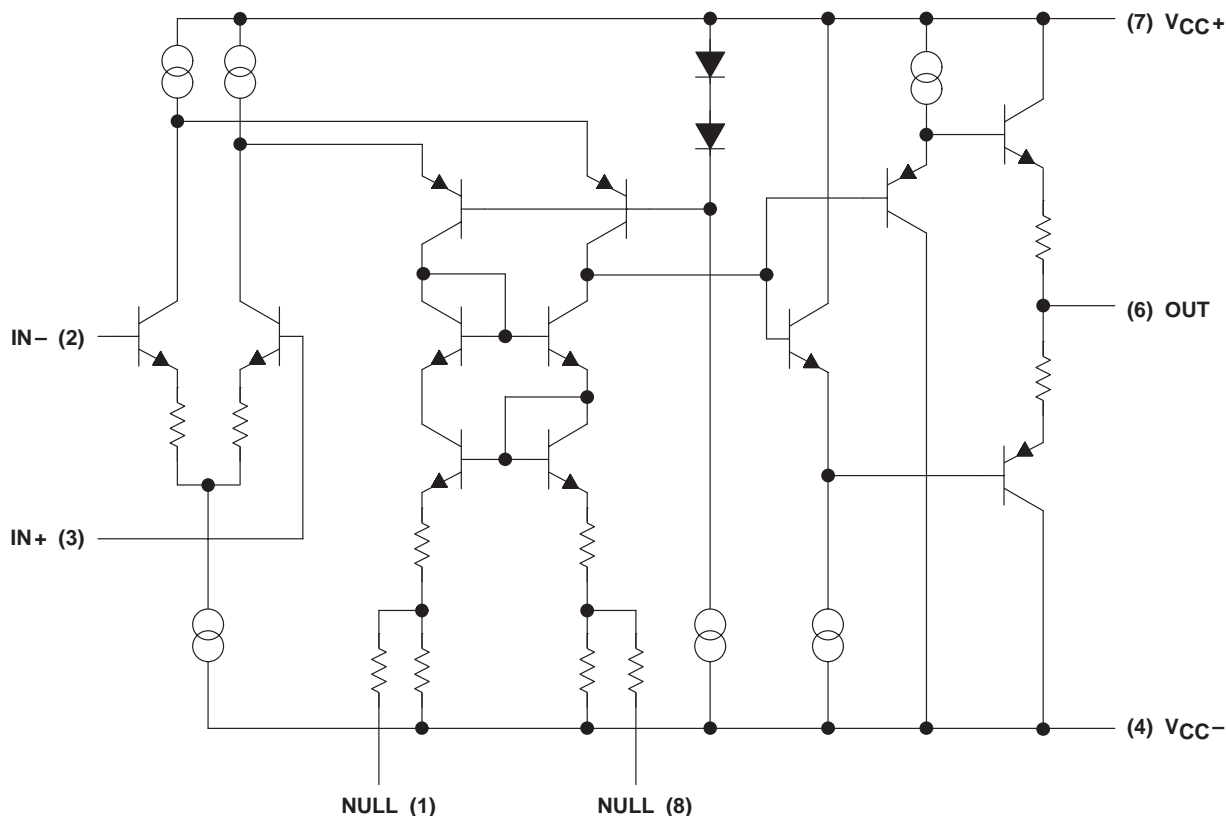 (7) VCC+
IN− (2)
(6) OUT
IN+ (3)
(4) VCC−
NULL (1)
NULL (8)